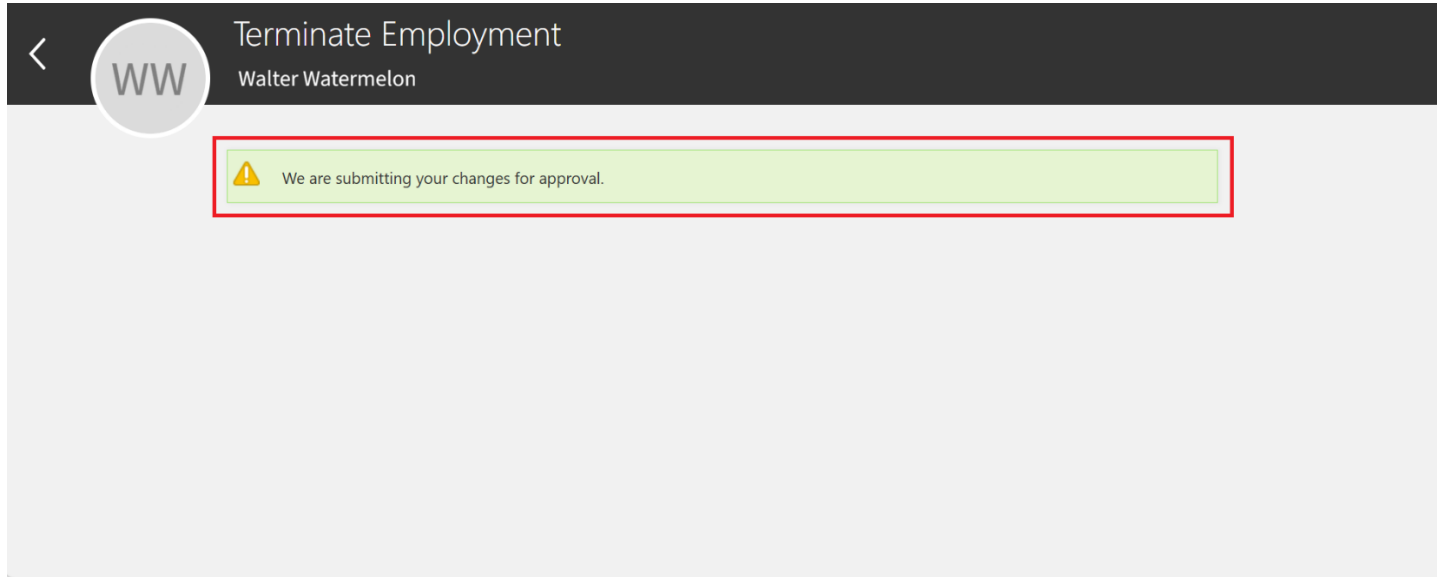 Terminate Employment
WW
Walter Watermelon
We are submitting your changes for approval.